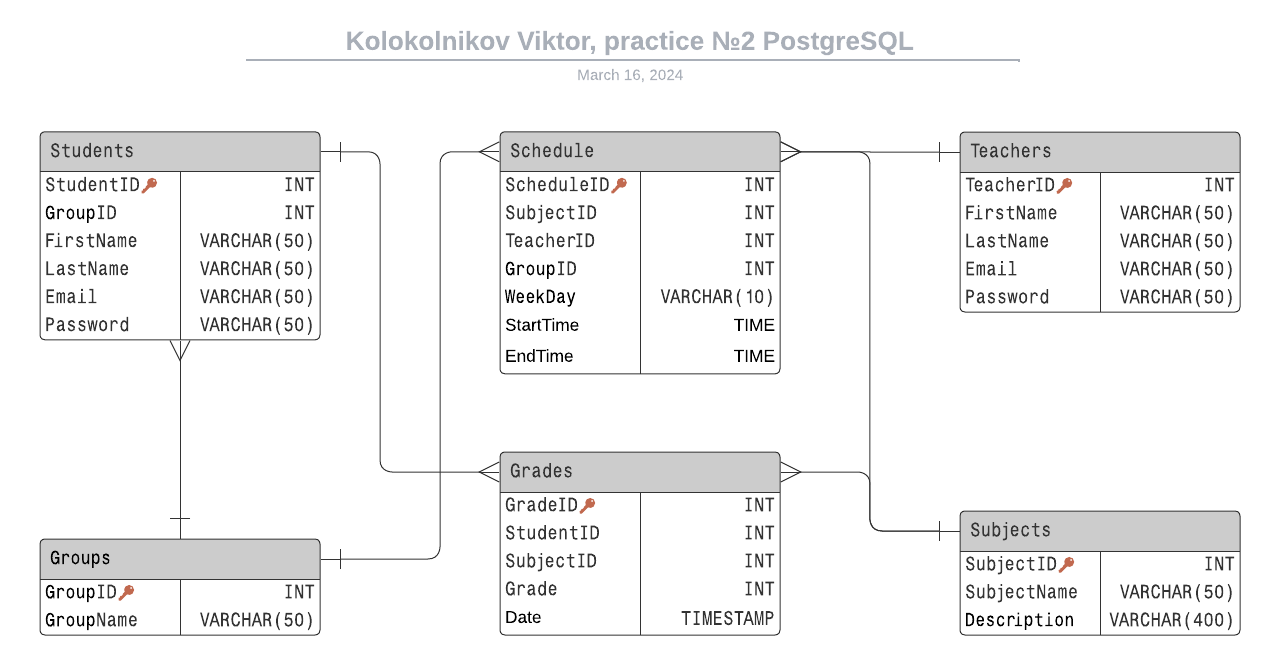 Kolokolnikov Viktor, practice №2 PostgreSQL
March 16, 2024
Students
StudentID INT
GroupID INT
FirstName VARCHAR(50)
LastName VARCHAR(50)
Email VARCHAR(50)
Password VARCHAR(50)
Schedule
ScheduleID INT
SubjectID INT
TeacherID INT
GroupID INT
WeekDay VARCHAR(10)
StartTime TIME
EndTime TIME
Teachers
TeacherID INT
FirstName VARCHAR(50)
LastName VARCHAR(50)
Email VARCHAR(50)
Password VARCHAR(50)
Groups
GroupID INT
GroupName VARCHAR(50)
Grades
GradeID INT
StudentID INT
SubjectID INT
Grade INT
Date TIMESTAMP
Subjects
SubjectID INT
SubjectName VARCHAR(50)
Description VARCHAR(400)